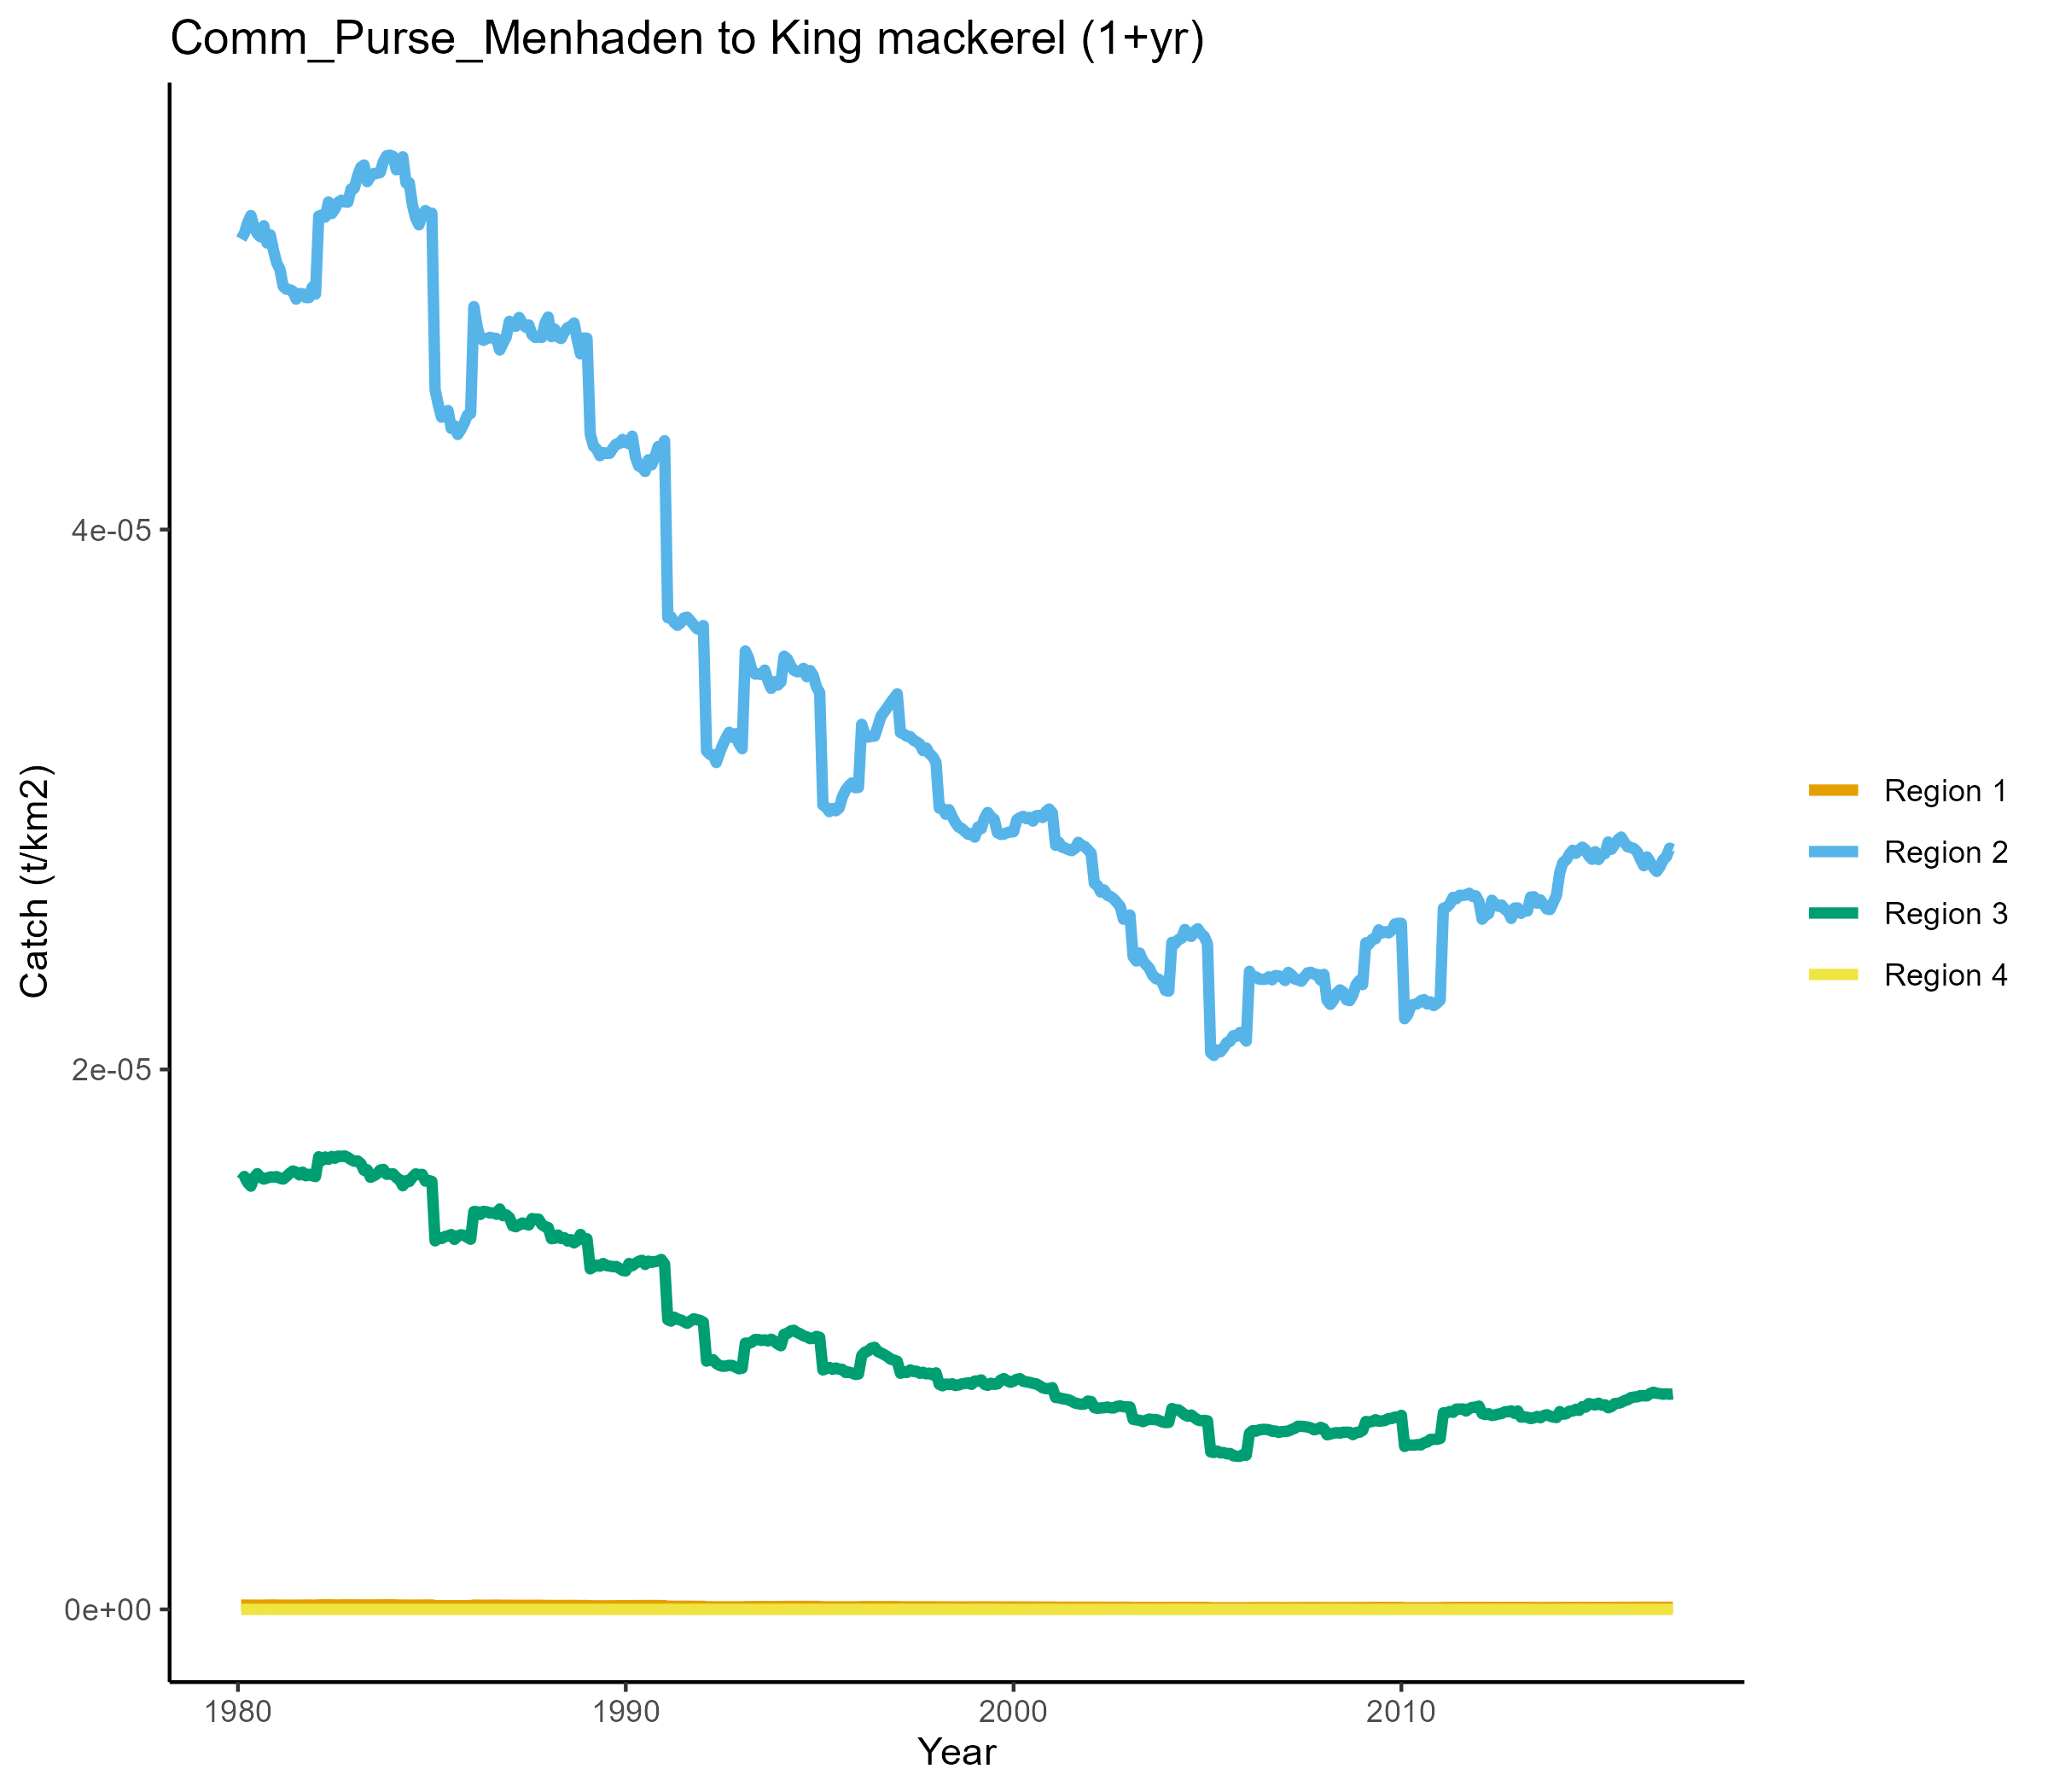 Comm_Purse_Menhaden to King mackerel (1+yr)
Catch (t/km2)
4e-05
2e-05
0e+00
1980
1990
2000
2010
Year
Region 1
Region 2
Region 3
Region 4